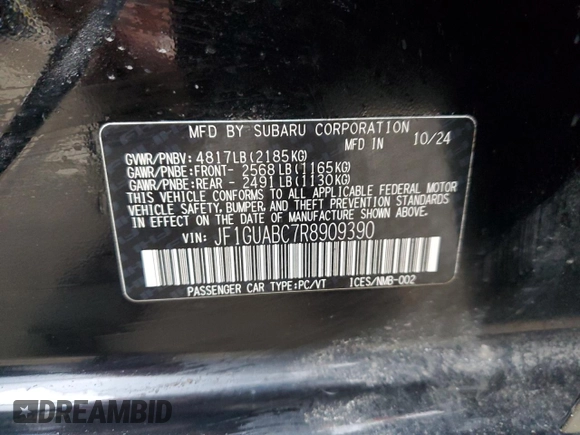 MFD BY SUBARU CORPORATION
MFD IN 10/24
GVWR/PNBV: 4817LB(2185KG)
GAWR/PNBE:FRONT- 2568LB(1165KG)
GAWR/PNBE:REAR - 2491LB(1130KG)
THIS VEHICLE CONFORMS TO ALL APPLICABLE FEDERAL MOTOR
VEHICLE SAFETY, BUMPER, AND THEFT PREVENTION STANDARDS
IN EFFECT ON THE DATE OF MANUFACTURE SHOWN ABOVE.
VIN: JF1GUABC7R8909390
PASSENGER CAR TYPE:PC/VT ICES/NMB-002
DREAMBID